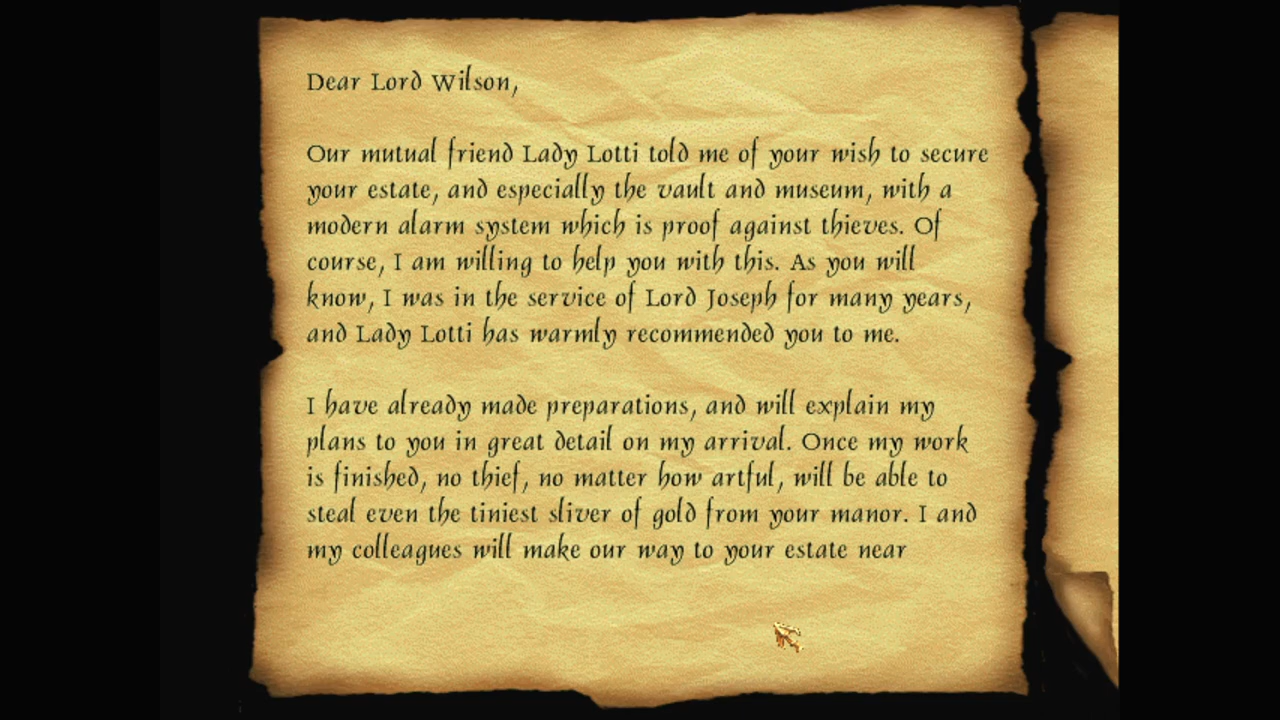 Dear Lord Wilson,
Our mutual friend Lady Lotti told me of your wish to secure
your estate, and especially the vault and museum, with a
modern alarm system which is proof against thieves. Of
course, I am willing to help you with this. As you will
know, I was in the service of Lord Joseph for many years,
and Lady Lotti has warmly recommended you to me.
I have already made preparations, and will explain my
plans to you in great detail on my arrival. Once my work
is finished, no thief, no matter how artful, will be able to
steal even the tiniest sliver of gold from your manor. I and
my colleagues will make our way to your estate near